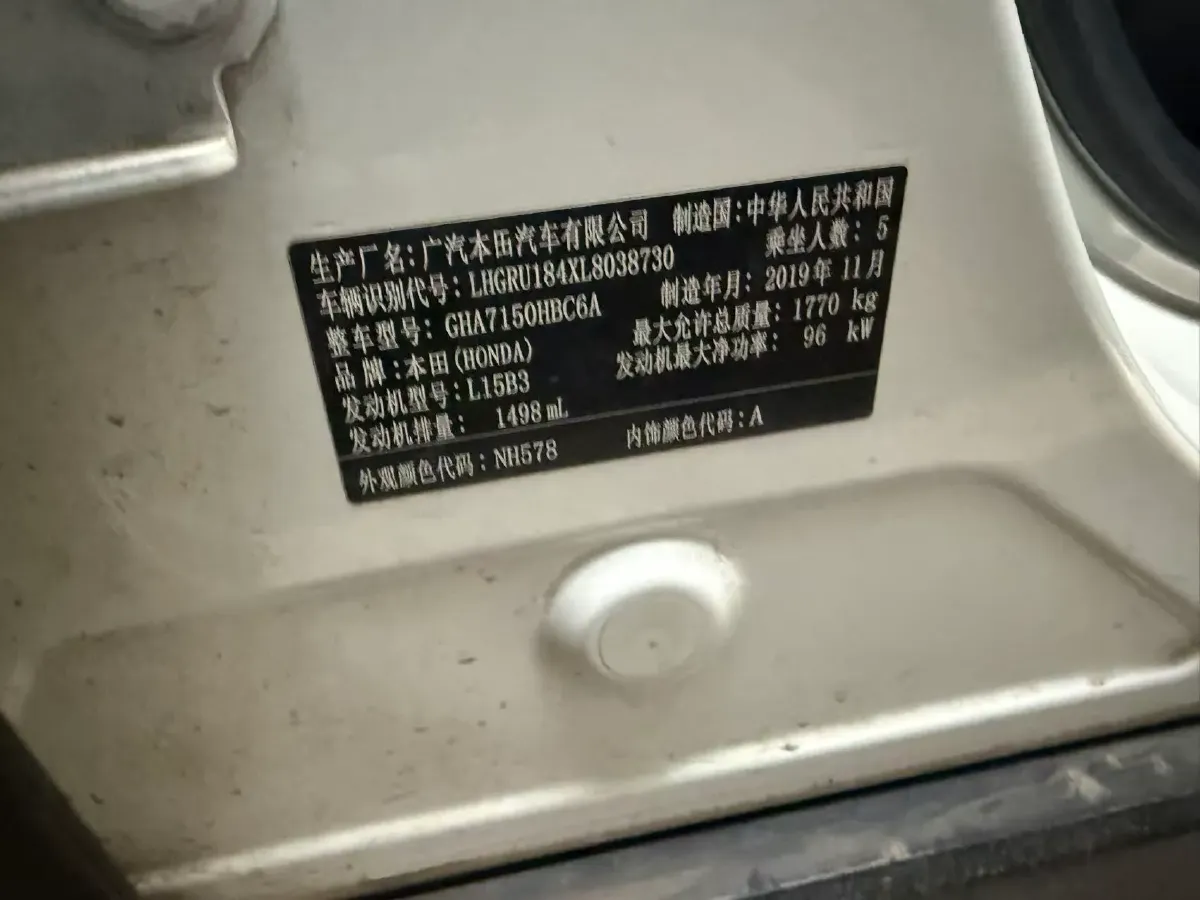 生产厂名：广汽本田汽车有限公司 制造国：中华人民共和国
车辆识别代号：LHGRU184XL8038730 乘坐人数：5
整车型号：GHA7150HBC6A 制造年月：2019年11月
品牌：本田(HONDA) 最大允许总质量：1770 kg
发动机型号：L15B3 发动机最大净功率：96 kW
发动机排量：1498 mL
外观颜色代码：NH578 内饰颜色代码：A